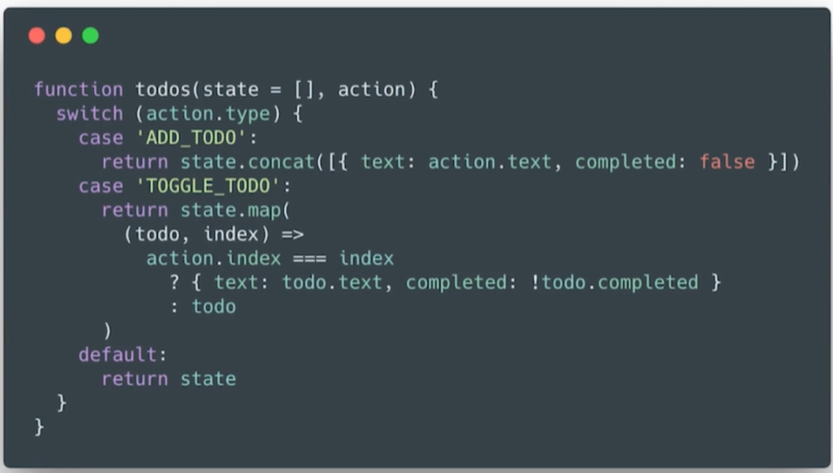 function todos(state = [], action) {
  switch (action.type) {
    case 'ADD_TODO':
      return state.concat([{ text: action.text, completed: false }])
    case 'TOGGLE_TODO':
      return state.map(
        (todo, index) =>
          action.index === index
            ? { text: todo.text, completed: !todo.completed }
            : todo
      )
    default:
      return state
  }
}